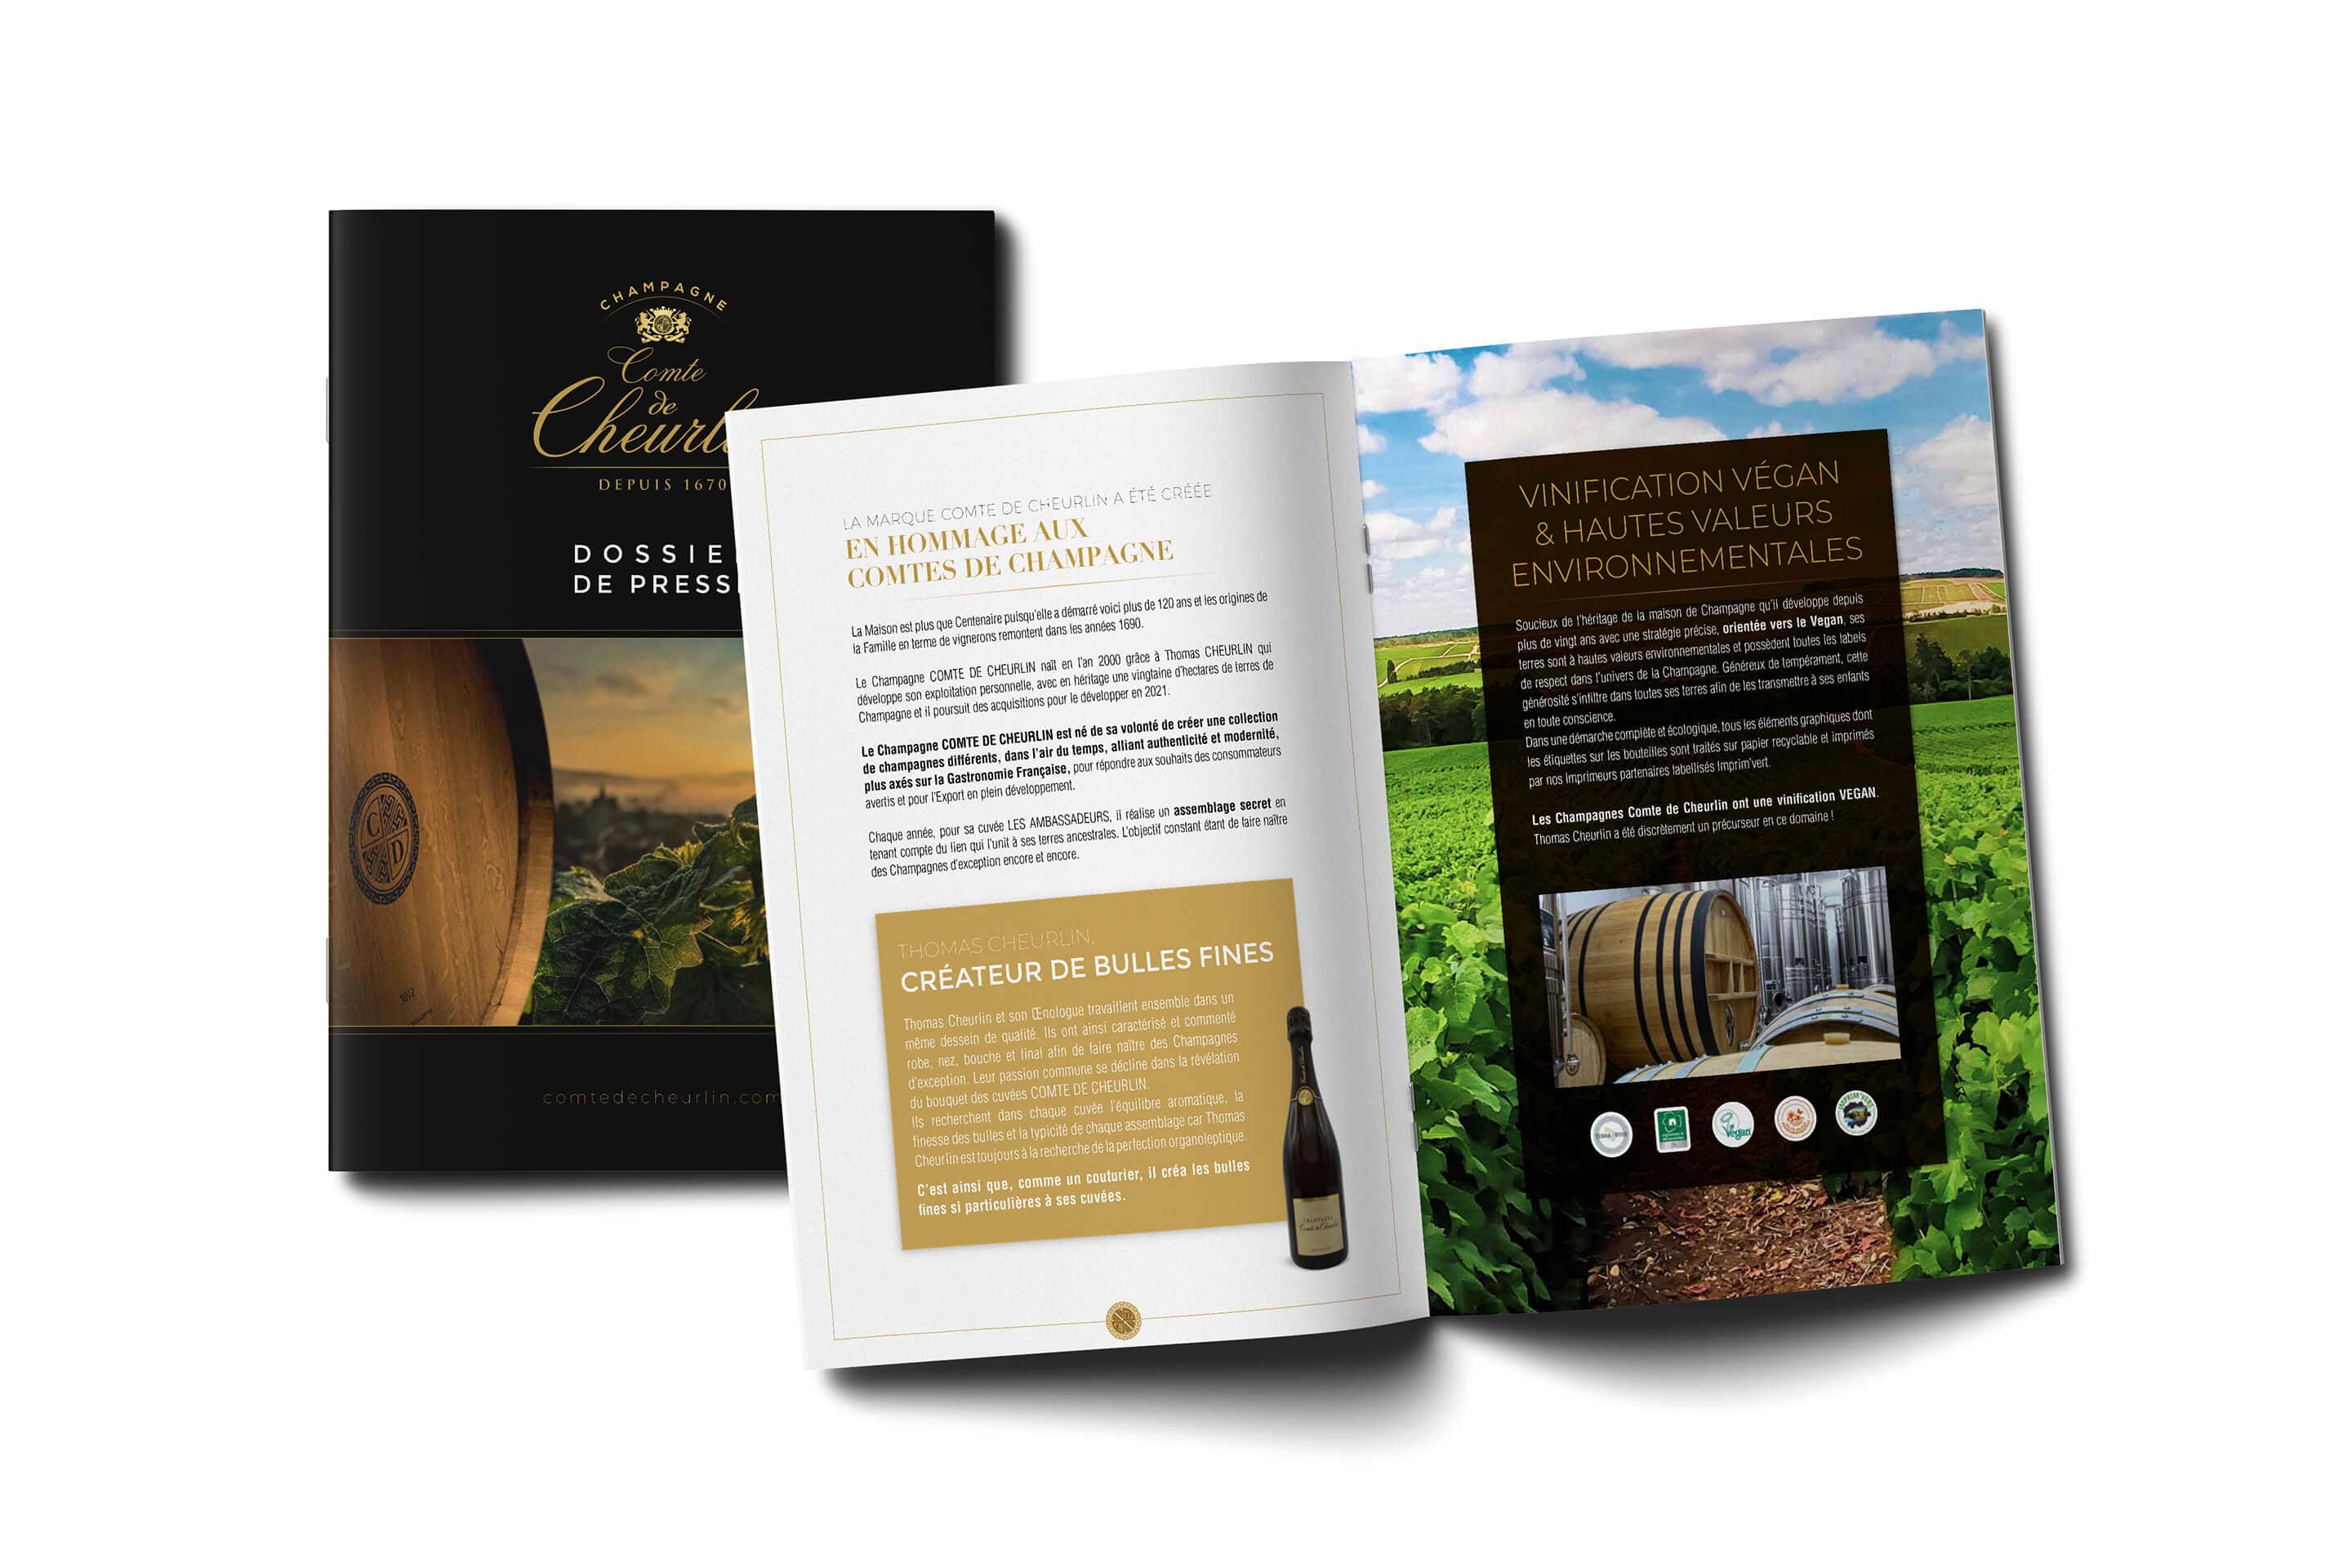 CHAMPAGNE
Comte
de
Cheurl
DEPUIS 1670
DOSSIE
DE PRESS
C
D
comtedecheurlin.com
LA MARQUE COMTE DE CHEURLIN A ÉTÉ CRÉÉE
EN HOMMAGE AUX
COMTES DE CHAMPAGNE
La Maison est plus que Centenaire puisqu'elle a démarré voici plus de 120 ans et les origines de
la Famille en terme de vignerons remontent dans les années 1690.
Le Champagne COMTE DE CHEURLIN naît en l'an 2000 grâce à Thomas CHEURLIN qui
développe son exploitation personnelle, avec en héritage une vingtaine d'hectares de terres de
Champagne et il poursuit des acquisitions pour le développer en 2021.
Le Champagne COMTE DE CHEURLIN est né de sa volonté de créer une collection
de champagnes différents, dans l'air du temps, alliant authenticité et modernité,
plus axés sur la Gastronomie Française, pour répondre aux souhaits des consommateurs
avertis et pour l'Export en plein développement.
Chaque année, pour sa cuvée LES AMBASSADEURS, il réalise un assemblage secret en
tenant compte du lien qui l'unit à ses terres ancestrales. L'objectif constant étant de faire naître
des Champagnes d'exception encore et encore.
THOMAS CHEURLIN,
CRÉATEUR DE BULLES FINES
Thomas Cheurlin et son Œnologue travaillent ensemble dans un
même dessein de qualité. Ils ont ainsi caractérisé et commenté
robe, nez, bouche et final afin de faire naître des Champagnes
d'exception. Leur passion commune se décline dans la révélation
du bouquet des cuvées COMTE DE CHEURLIN.
Ils recherchent dans chaque cuvée l'équilibre aromatique, la
finesse des bulles et la typicité de chaque assemblage car Thomas
Cheurlin est toujours à la recherche de la perfection organoleptique.
C'est ainsi que, comme un couturier, il créa les bulles
fines si particulières à ses cuvées.
VINIFICATION VÉGAN
& HAUTES VALEURS
ENVIRONNEMENTALES
Soucieux de l'héritage de la maison de Champagne qu'il développe depuis
plus de vingt ans avec une stratégie précise, orientée vers le Vegan, ses
terres sont à hautes valeurs environnementales et possèdent toutes les labels
de respect dans l'univers de la Champagne. Généreux de tempérament, cette
générosité s'infiltre dans toutes ses terres afin de les transmettre à ses enfants
en toute conscience.
Dans une démarche complète et écologique, tous les éléments graphiques dont
les étiquettes sur les bouteilles sont traités sur papier recyclable et imprimés
par nos Imprimeurs partenaires labellisés Imprim'vert.
Les Champagnes Comte de Cheurlin ont une vinification VEGAN.
Thomas Cheurlin a été discrètement un précurseur en ce domaine !
Vegan
IMPRIM'VERT